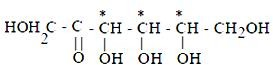 * * *
HOH₂C – C – CH – CH – CH – CH₂OH
O OH OH OH